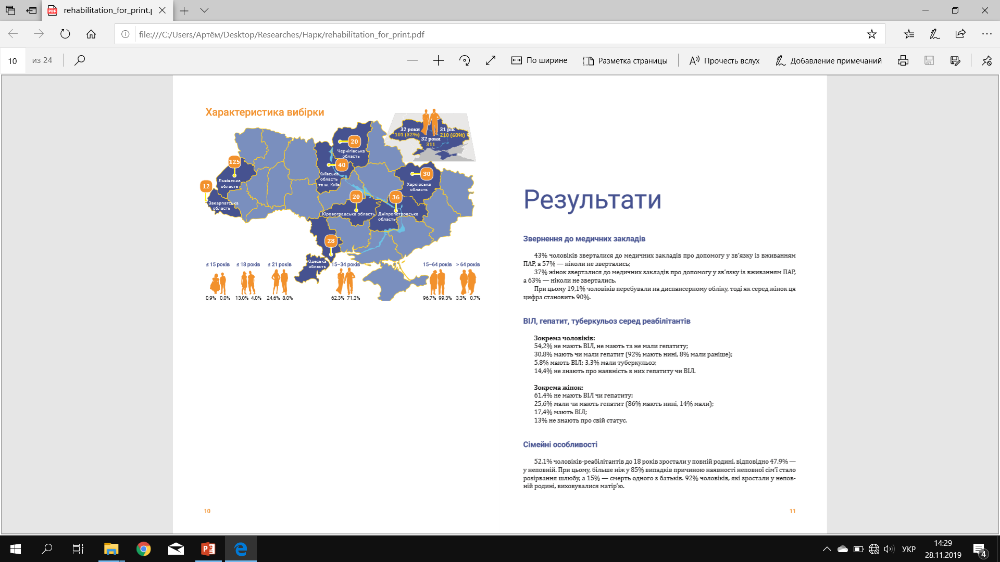 rehabilitation_for_print.p
file:///C:/Users/Артём/Desktop/Researches/Нарк/rehabilitation_for_print.pdf
10 из 24
По ширине
Разметка страницы
Прочесть вслух
Добавление примечаний
Характеристика вибірки
32 роки
101 (32%)
31 рік
210 (68%)
32 роки
311
20
Чернігівська
область
125
Львівська
область
40
Київська
область
та м. Київ
30
Харківська
область
12
Закарпатська
область
20
Кіровоградська область
36
Дніпропетровська
область
28
Одеська
область
≤ 15 років ≤ 18 років ≤ 21 років 15–34 років 15–64 років > 64 років
0,9% 0,0% 13,0% 4,0% 24,6% 8,0% 62,3% 71,3% 96,7% 99,3% 3,3% 0,7%
10
Результати
Звернення до медичних закладів
43% чоловіків зверталися до медичних закладів про допомогу у зв’язку із вживанням
ПАР, а 57% — ніколи не звертались;
37% жінок зверталися до медичних закладів про допомогу у зв’язку із вживанням ПАР,
а 63% — ніколи не звертались.
При цьому 19,1% чоловіків перебували на диспансерному обліку, тоді як серед жінок ця
цифра становить 90%.
ВІЛ, гепатит, туберкульоз серед реабілітантів
Зокрема чоловіків:
54,2% не мають ВІЛ, не мають та не мали гепатиту;
30,8% мають чи мали гепатит (92% мають нині, 8% мали раніше);
5,8% мають ВІЛ; 3,3% мали туберкульоз;
14,4% не знають про наявність в них гепатиту чи ВІЛ.
Зокрема жінок:
61,4% не мають ВІЛ чи гепатиту;
25,6% мали чи мають гепатит (86% мають нині, 14% мали);
17,4% мають ВІЛ;
13% не знають про свій статус.
Сімейні особливості
52,1% чоловіків-реабілітантів до 18 років зростали у повній родині, відповідно 47,9% —
у неповній. При цьому, більше ніж у 85% випадків причиною наявності неповної сім’ї стало
розірвання шлюбу, а 15% — смерть одного з батьків. 92% чоловіків, які зростали у непов-
ній родині, виховувалися матір’ю.
11
УКР
14:29
28.11.2019
4